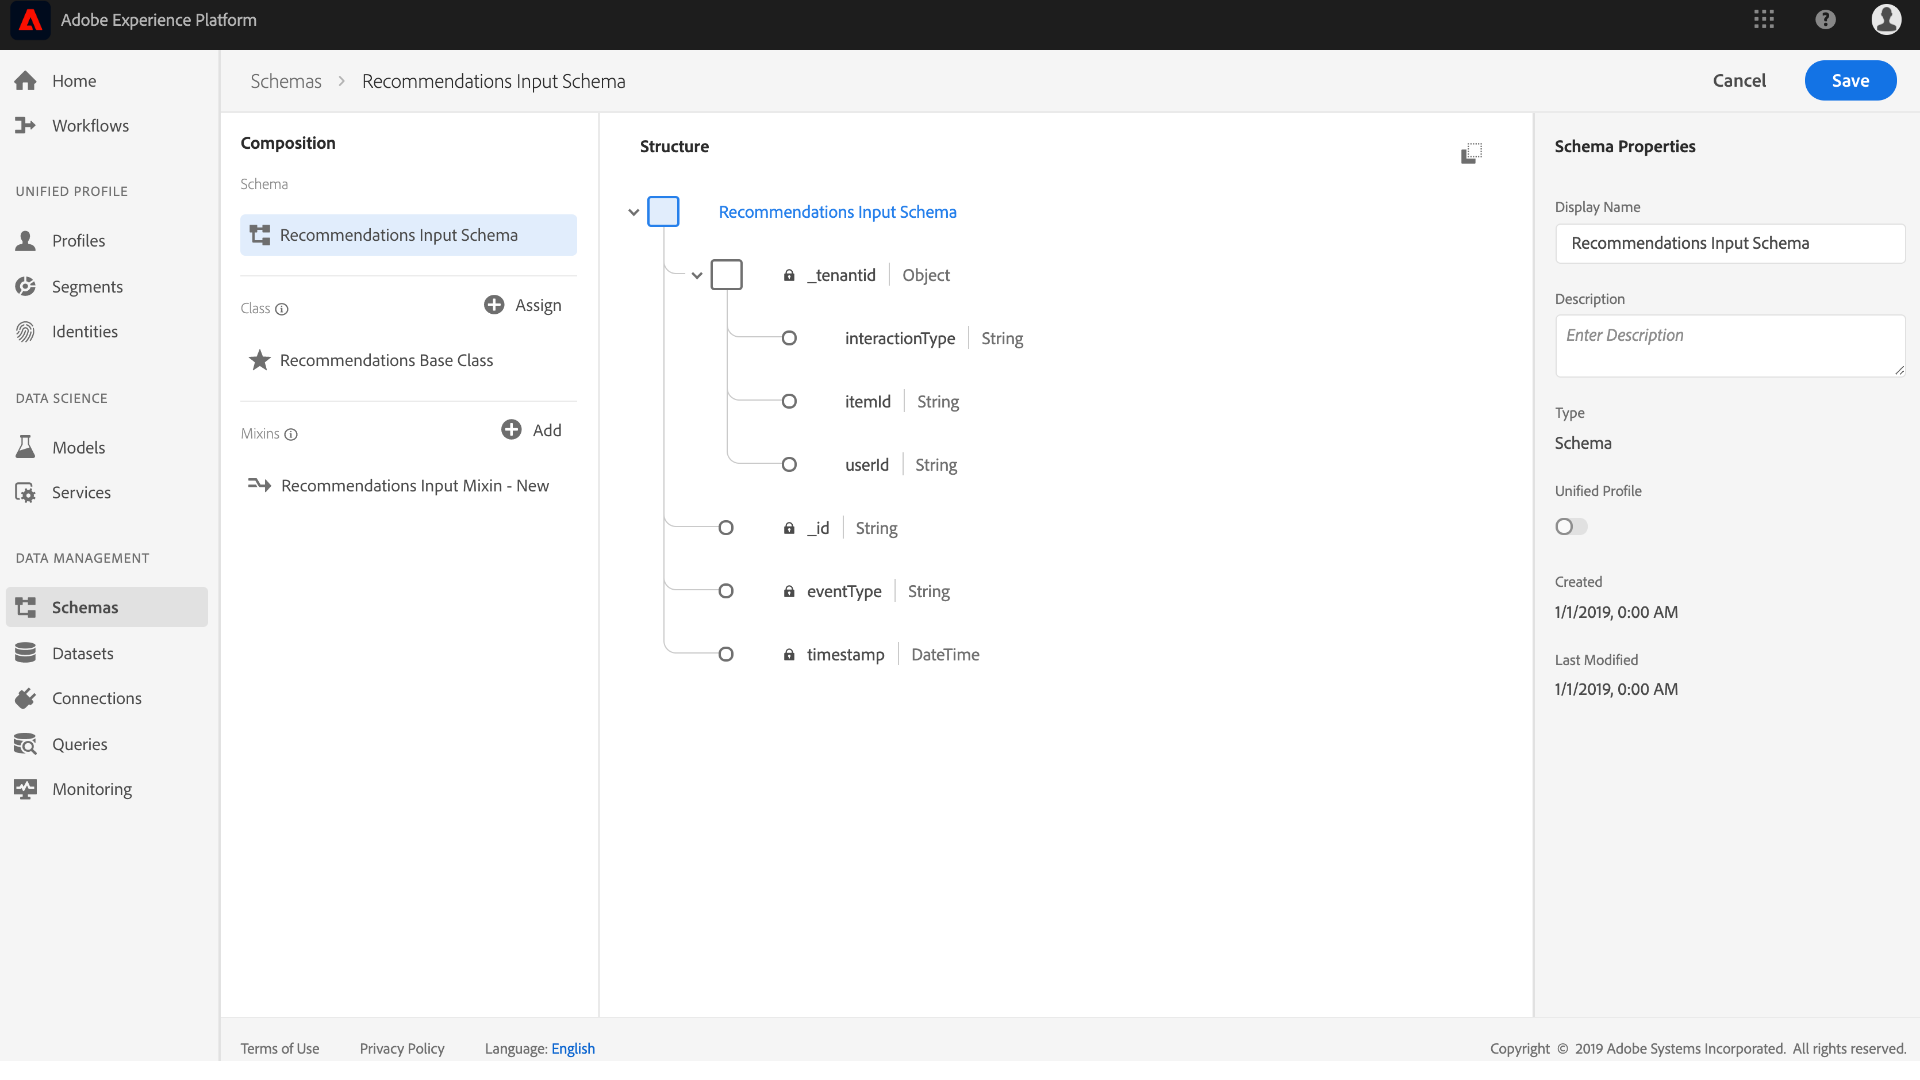 Adobe Experience Platform
Home
Workflows
UNIFIED PROFILE
Profiles
Segments
Identities
DATA SCIENCE
Models
Services
DATA MANAGEMENT
Schemas
Datasets
Connections
Queries
Monitoring
Schemas > Recommendations Input Schema
Cancel
Save
Composition
Schema
Recommendations Input Schema
Class
Assign
Recommendations Base Class
Mixins
Add
Recommendations Input Mixin - New
Structure
Recommendations Input Schema
_tenantid | Object
interactionType | String
itemId | String
userId | String
_id | String
eventType | String
timestamp | DateTime
Schema Properties
Display Name
Recommendations Input Schema
Description
Enter Description
Type
Schema
Unified Profile
Created
1/1/2019, 0:00 AM
Last Modified
1/1/2019, 0:00 AM
Terms of Use Privacy Policy Language: English
Copyright © 2019 Adobe Systems Incorporated. All rights reserved.